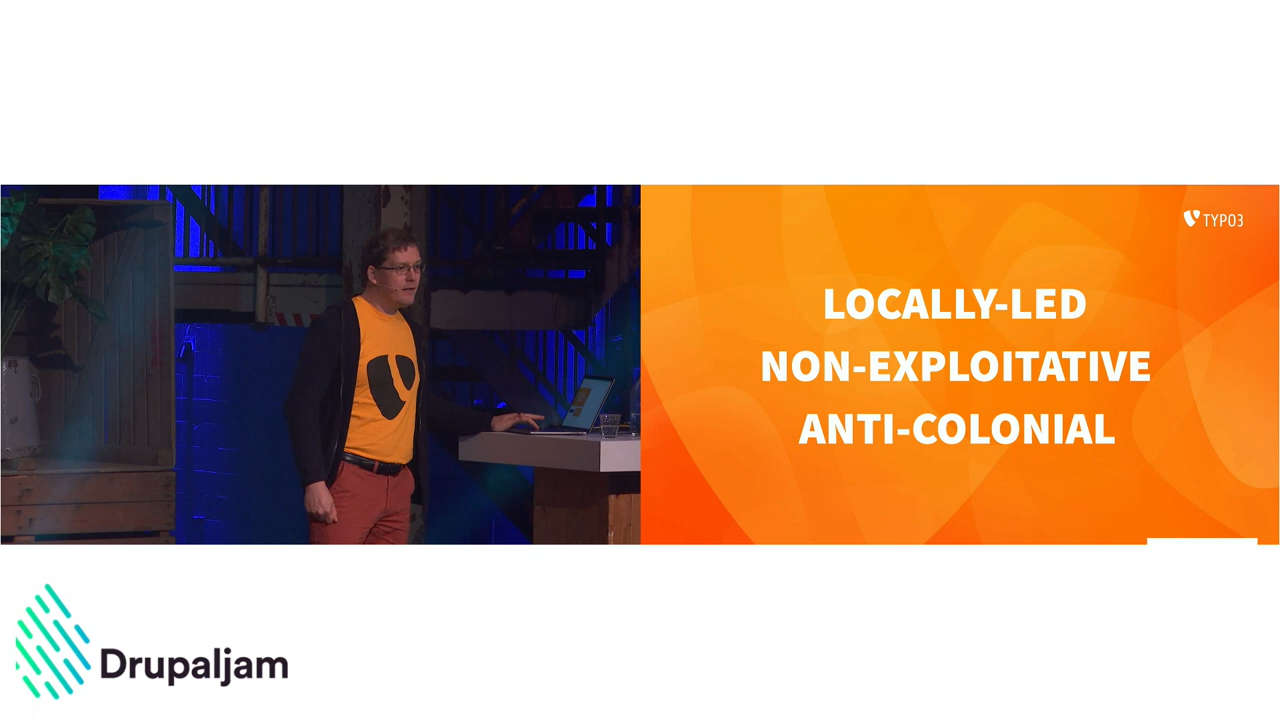 TYPO3
LOCALLY-LED
NON-EXPLOITATIVE
ANTI-COLONIAL
Drupaljam